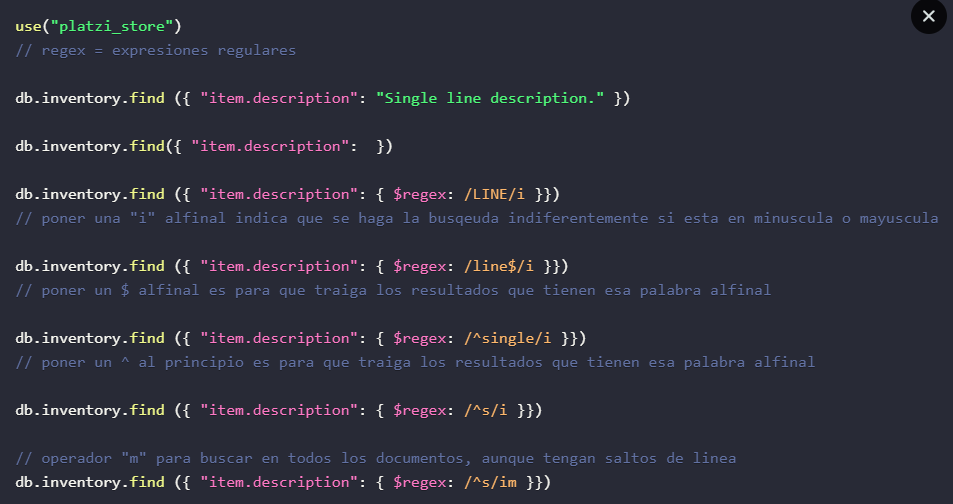 use("platzi_store")
// regex = expresiones regulares
db.inventory.find ({ "item.description": "Single line description." })
db.inventory.find({ "item.description":  })
db.inventory.find ({ "item.description": { $regex: /LINE/i }})
// poner una "i" alfinal indica que se haga la busqeuda indiferentemente si esta en minuscula o mayuscula
db.inventory.find ({ "item.description": { $regex: /line$/i }})
// poner un $ alfinal es para que traiga los resultados que tienen esa palabra alfinal
db.inventory.find ({ "item.description": { $regex: /^single/i }})
// poner un ^ al principio es para que traiga los resultados que tienen esa palabra alfinal
db.inventory.find ({ "item.description": { $regex: /^s/i }})
// operador "m" para buscar en todos los documentos, aunque tengan saltos de linea
db.inventory.find ({ "item.description": { $regex: /^s/im }})